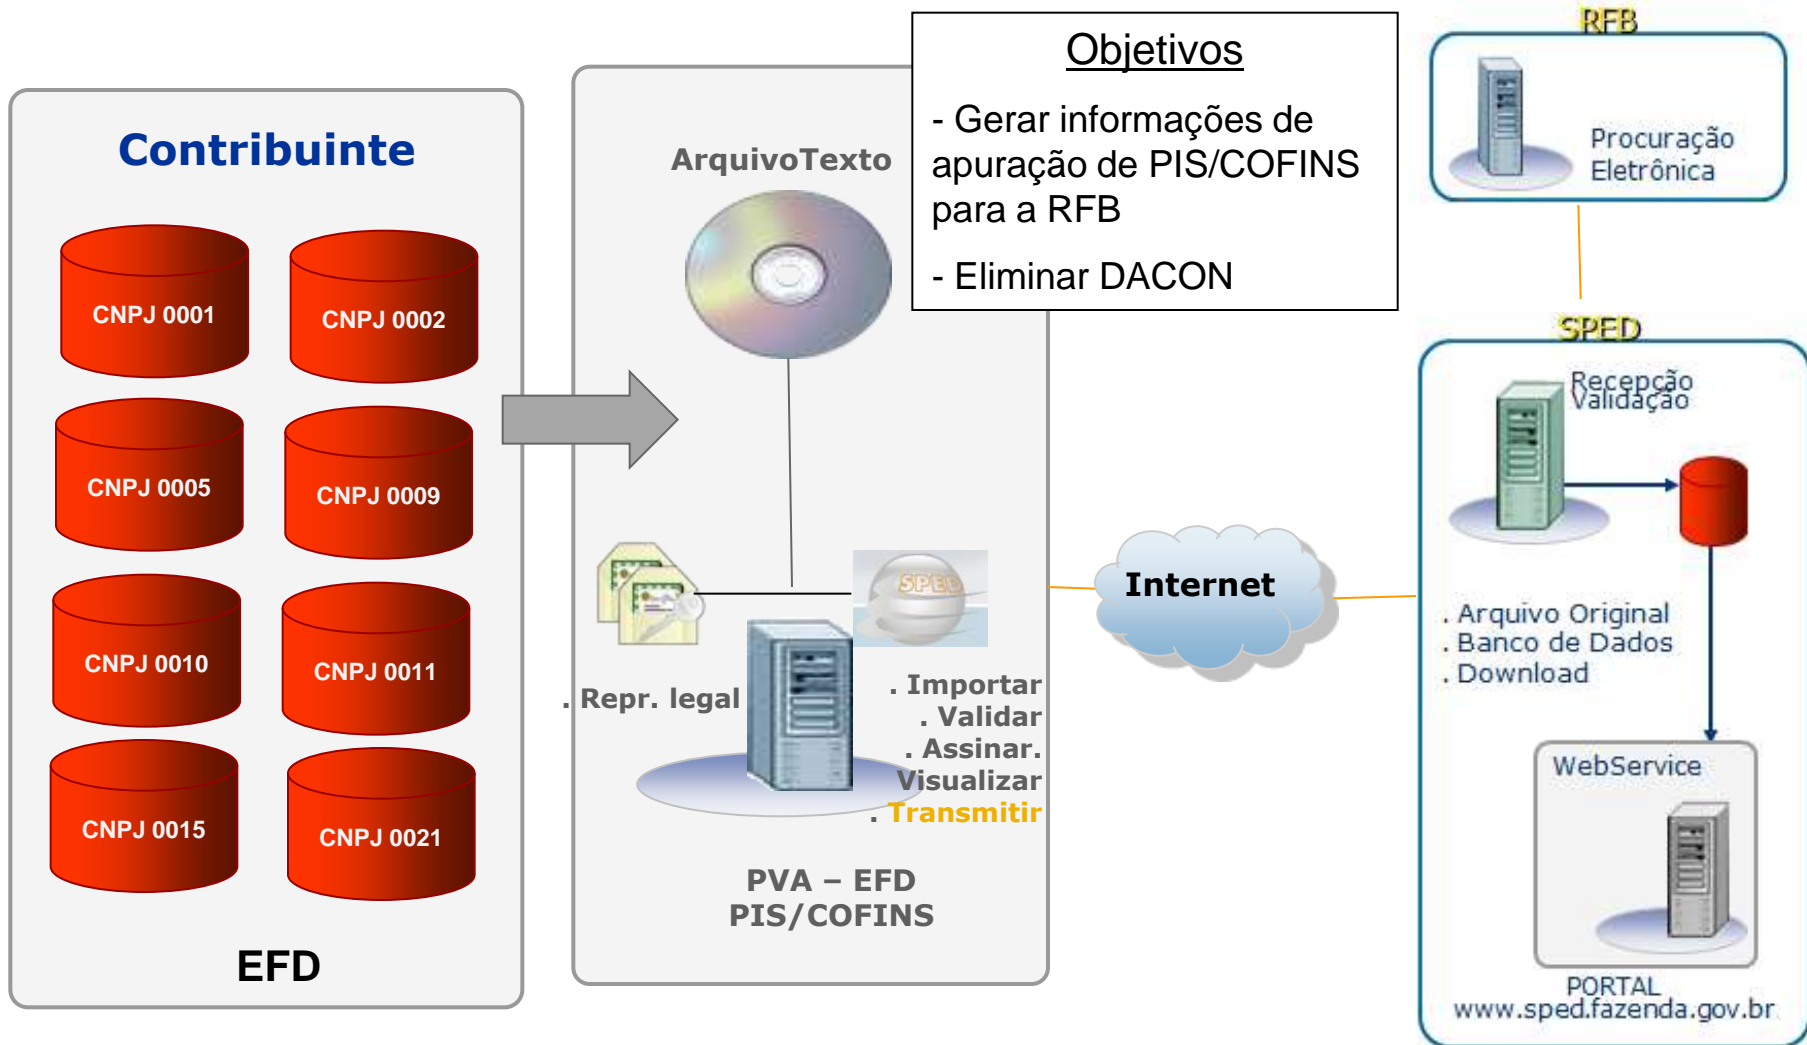 Contribuinte
CNPJ 0001
CNPJ 0002
CNPJ 0005
CNPJ 0009
CNPJ 0010
CNPJ 0011
CNPJ 0015
CNPJ 0021
EFD
ArquivoTexto
SPED
. Repr. legal
. Importar
. Validar
. Assinar.
Visualizar
. Transmitir
PVA – EFD
PIS/COFINS
Objetivos
- Gerar informações de
apuração de PIS/COFINS
para a RFB
- Eliminar DACON
Internet
RFB
Procuração
Eletrônica
SPED
Recepção
Validação
. Arquivo Original
. Banco de Dados
. Download
WebService
PORTAL
www.sped.fazenda.gov.br